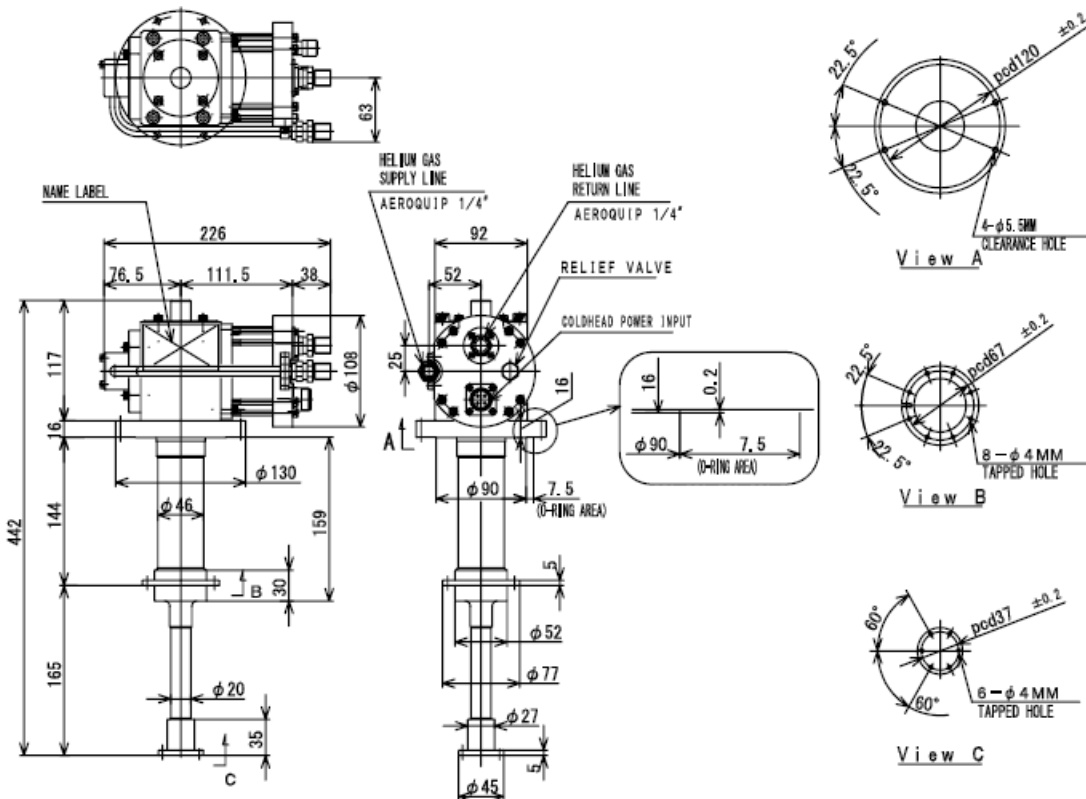 63
22.5°
22.5°
pcd120 ±0.2
4-φ5.5MM
CLEARANCE HOLE
View A
NAME LABEL
HELIUM GAS
SUPPLY LINE
AEROQUIP 1/4"
HELIUM GAS
RETURN LINE
AEROQUIP 1/4"
226
76.5
111.5
38
92
52
RELIEF VALVE
COLDHEAD POWER INPUT
117
φ108
25
16
16
A
16
0.2
φ90
7.5
(O-RING AREA)
22.5°
22.5°
pcd67 ±0.2
8-φ4MM
TAPPED HOLE
View B
φ130
φ46
442
144
159
30
B
φ90
7.5
(O-RING AREA)
5
φ52
φ77
165
φ20
35
C
φ27
5
φ45
60°
60°
pcd37 ±0.2
6-φ4MM
TAPPED HOLE
View C